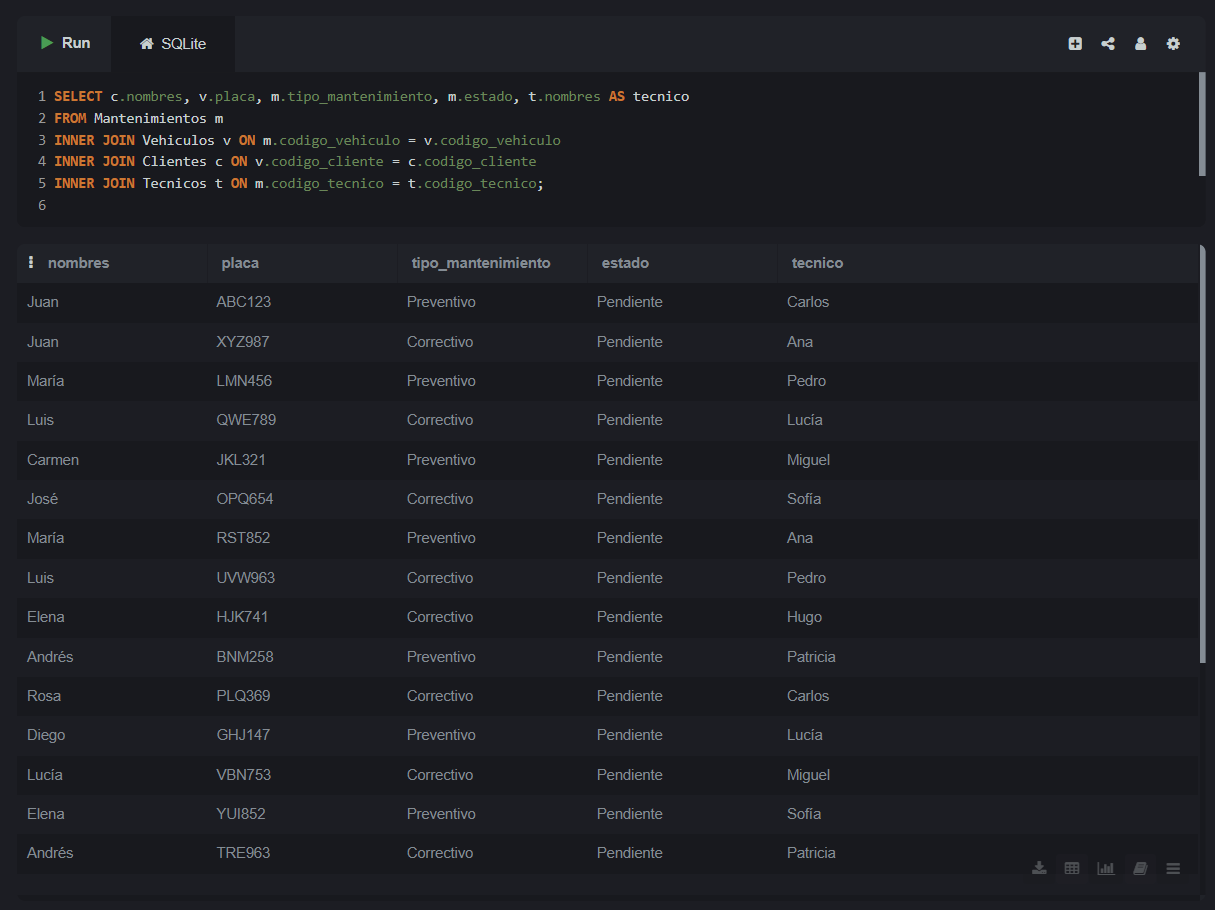 Run SQLite
1 SELECT c.nombres, v.placa, m.tipo_mantenimiento, m.estado, t.nombres AS tecnico
2 FROM Mantenimientos m
3 INNER JOIN Vehiculos v ON m.codigo_vehiculo = v.codigo_vehiculo
4 INNER JOIN Clientes c ON v.codigo_cliente = c.codigo_cliente
5 INNER JOIN Tecnicos t ON m.codigo_tecnico = t.codigo_tecnico;
6
nombres placa tipo_mantenimiento estado tecnico
Juan ABC123 Preventivo Pendiente Carlos
Juan XYZ987 Correctivo Pendiente Ana
María LMN456 Preventivo Pendiente Pedro
Luis QWE789 Correctivo Pendiente Lucía
Carmen JKL321 Preventivo Pendiente Miguel
José OPQ654 Correctivo Pendiente Sofía
María RST852 Preventivo Pendiente Ana
Luis UVW963 Correctivo Pendiente Pedro
Elena HJK741 Correctivo Pendiente Hugo
Andrés BNM258 Preventivo Pendiente Patricia
Rosa PLQ369 Correctivo Pendiente Carlos
Diego GHJ147 Preventivo Pendiente Lucía
Lucía VBN753 Correctivo Pendiente Miguel
Elena YUI852 Preventivo Pendiente Sofía
Andrés TRE963 Correctivo Pendiente Patricia